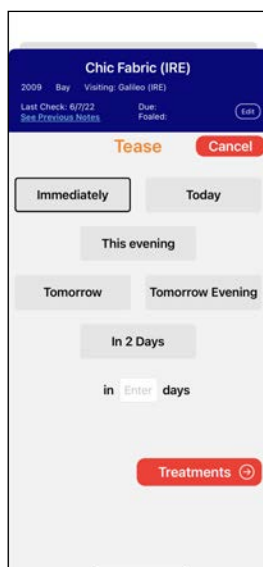 Chic Fabric (IRE)
2009 Bay Visiting: Galileo (IRE)
Last Check: 6/7/22 Due:
See Previous Notes Foaled:
Edit
Tease Cancel
Immediately Today
This evening
Tomorrow Tomorrow Evening
In 2 Days
in Enter days
Treatments